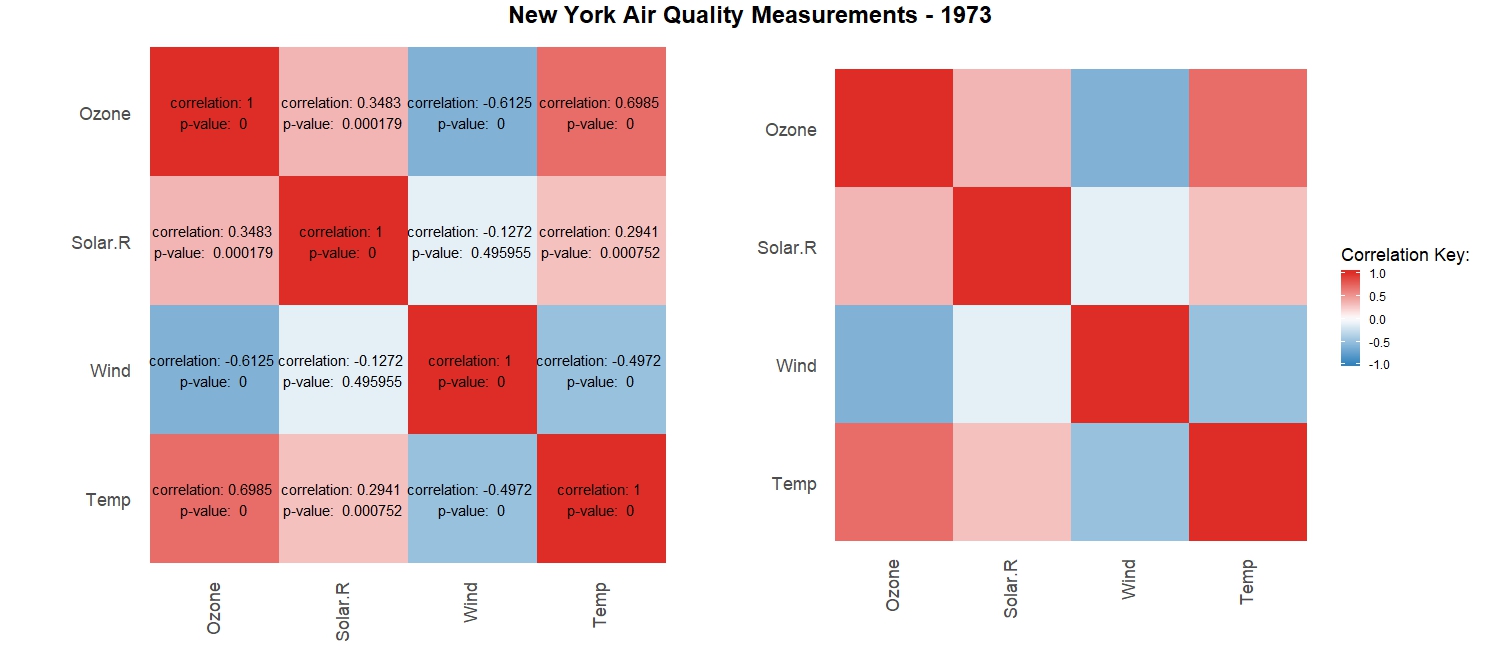 New York Air Quality Measurements - 1973
Ozone
correlation: 1
p-value: 0
correlation: 0.3483
p-value: 0.000179
correlation: -0.6125
p-value: 0
correlation: 0.6985
p-value: 0
Solar.R
correlation: 0.3483
p-value: 0.000179
correlation: 1
p-value: 0
correlation: -0.1272
p-value: 0.495955
correlation: 0.2941
p-value: 0.000752
Wind
correlation: -0.6125
p-value: 0
correlation: -0.1272
p-value: 0.495955
correlation: 1
p-value: 0
correlation: -0.4972
p-value: 0
Temp
correlation: 0.6985
p-value: 0
correlation: 0.2941
p-value: 0.000752
correlation: -0.4972
p-value: 0
correlation: 1
p-value: 0
Ozone
Solar.R
Wind
Temp
Ozone
Solar.R
Wind
Temp
Ozone
Solar.R
Wind
Temp
Correlation Key:
1.0
0.5
0.0
-0.5
-1.0